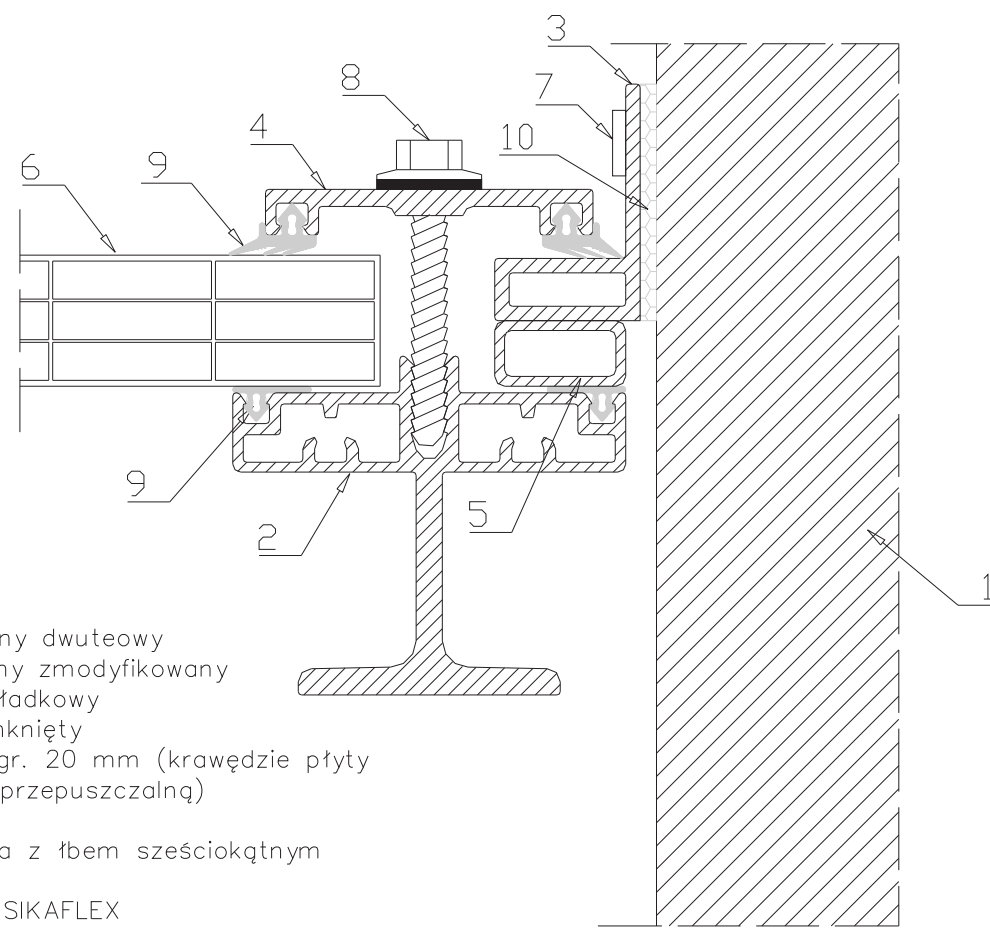 3
8
7
4
10
6
9
9
5
2
1
ny dwuteowy
ny zmodyfikowany
ładkowy
mknięty
gr. 20 mm (krawędzie płyty
przepuszczalną)
a z łbem sześciokątnym
SIKAFLEX